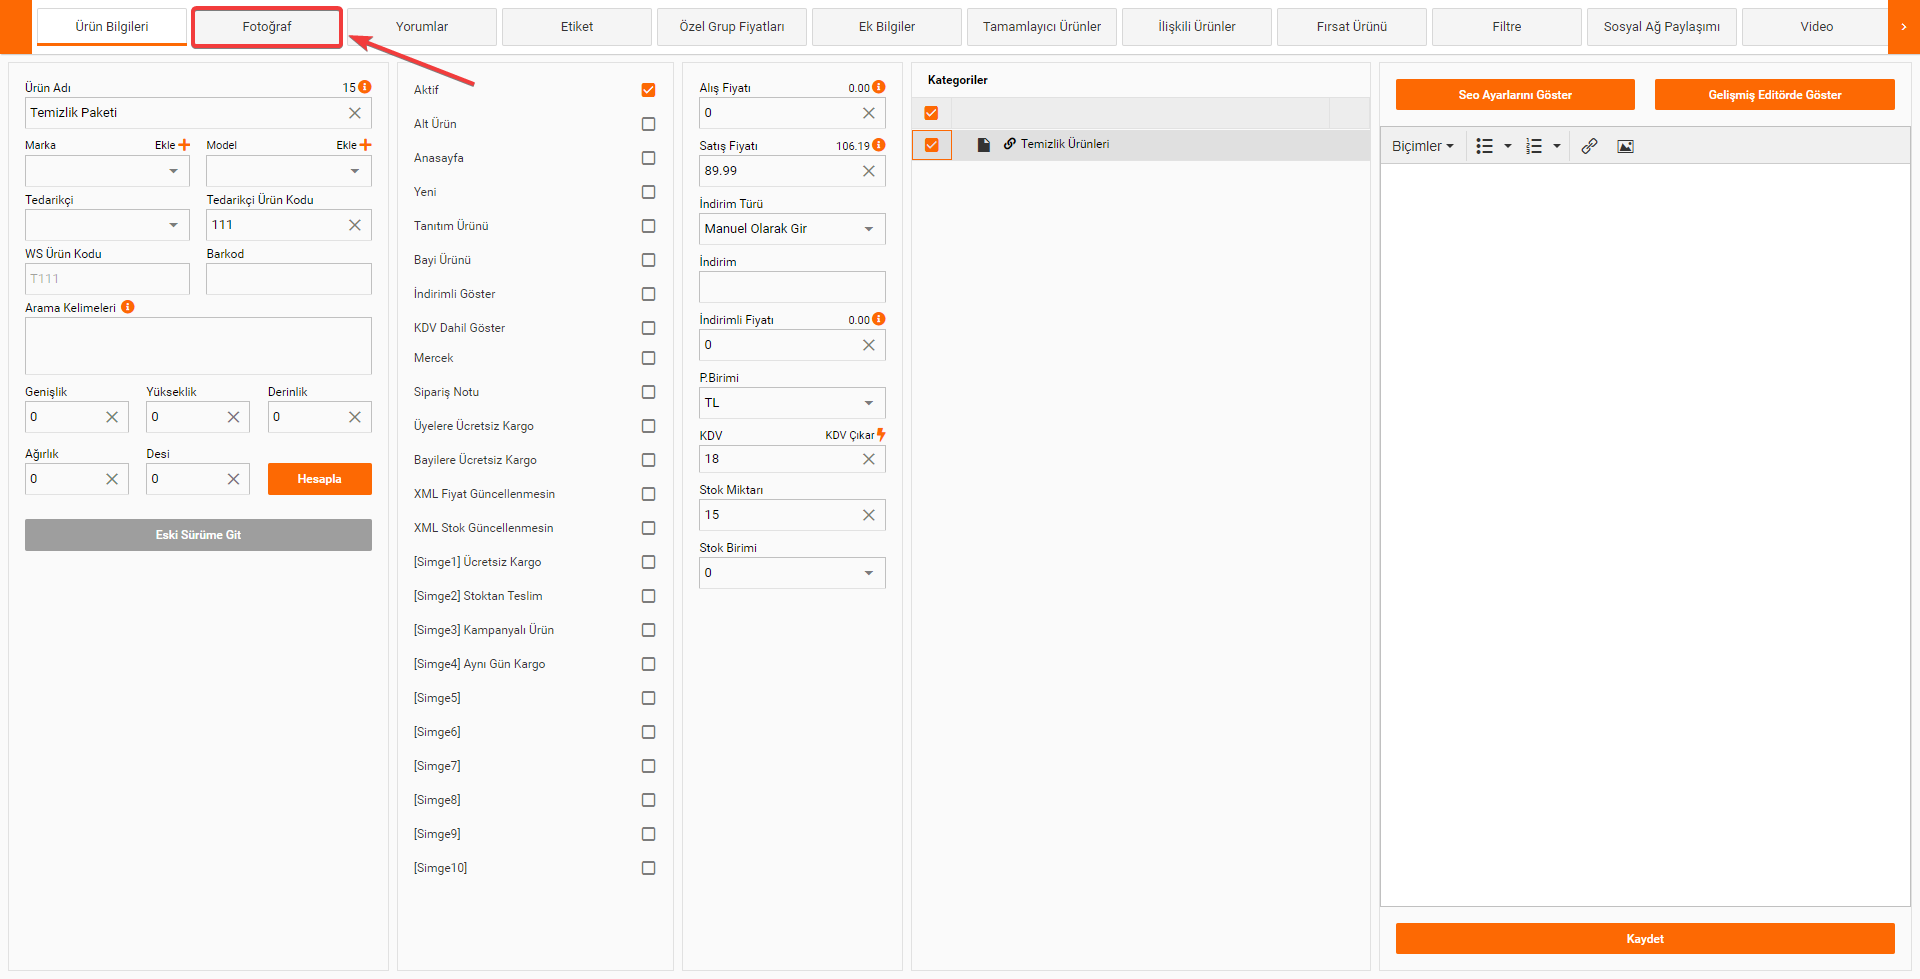 Ürün Bilgileri
Fotoğraf
Yorumlar
Etiket
Özel Grup Fiyatları
Ek Bilgiler
Tamamlayıcı Ürünler
İlişkili Ürünler
Fırsat Ürünü
Filtre
Sosyal Ağ Paylaşımı
Video
Ürün Adı 15
Temizlik Paketi
Marka Ekle
Model Ekle
Tedarikçi
Tedarikçi Ürün Kodu
111
WS Ürün Kodu
Barkod
T111
Arama Kelimeleri
Genişlik
Yükseklik
Derinlik
0
0
0
Ağırlık
Desi
0
0
Hesapla
Eski Sürüme Git
Aktif
Alt Ürün
Anasayfa
Yeni
Tanıtım Ürünü
Bayi Ürünü
İndirimli Göster
KDV Dahil Göster
Mercek
Sipariş Notu
Üyelere Ücretsiz Kargo
Bayilere Ücretsiz Kargo
XML Fiyat Güncellenmesin
XML Stok Güncellenmesin
[Simge1] Ücretsiz Kargo
[Simge2] Stoktan Teslim
[Simge3] Kampanyalı Ürün
[Simge4] Aynı Gün Kargo
[Simge5]
[Simge6]
[Simge7]
[Simge8]
[Simge9]
[Simge10]
Alış Fiyatı 0.00
0
Satış Fiyatı 106.19
89.99
İndirim Türü
Manuel Olarak Gir
İndirim
İndirimli Fiyatı 0.00
0
P.Birimi
TL
KDV KDV Çıkar
18
Stok Miktarı
15
Stok Birimi
0
Kategoriler
Temizlik Ürünleri
Seo Ayarlarını Göster
Gelişmiş Editörde Göster
Biçimler
Kaydet